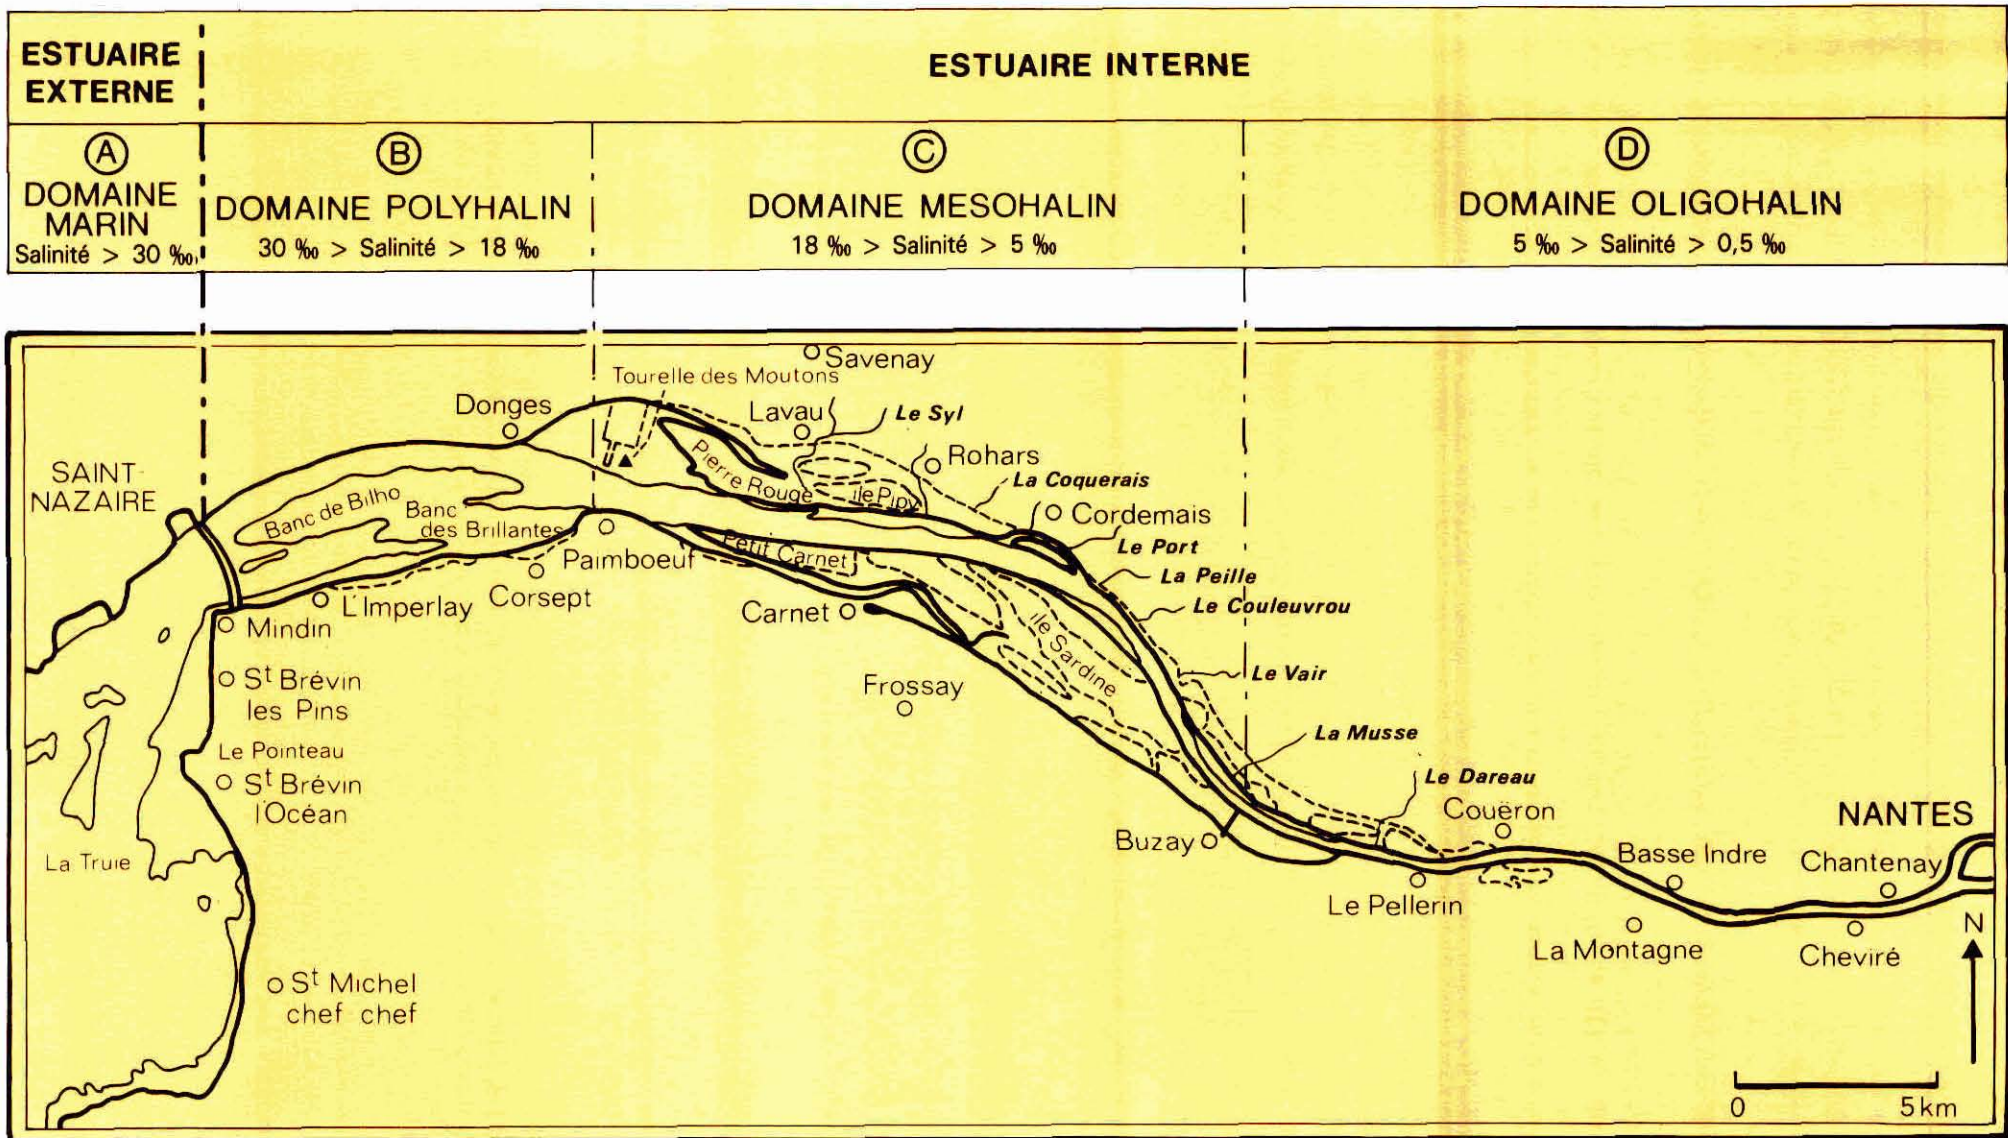 ESTUAIRE
EXTERNE
ESTUAIRE INTERNE
A
DOMAINE
MARIN
Salinité > 30 ‰
B
DOMAINE POLYHALIN
30 ‰ > Salinité > 18 ‰
C
DOMAINE MESOHALIN
18 ‰ > Salinité > 5 ‰
D
DOMAINE OLIGOHALIN
5 ‰ > Salinité > 0,5 ‰
Savenay
Tourelle des Moutons
Donges
Lavau
Le Syl
SAINT-
NAZAIRE
Pierre Rouge
Rohars
La Coquerais
ile Pipy
Banc de Bilho
Banc
des Brillantes
Cordemais
Paimboeuf
Petit Carnet
Le Port
La Peille
L'Imperlay
Corsept
Carnet
Le Couleuvrou
Mindin
ile Sardine
St Brévin
les Pins
Frossay
Le Vair
Le Pointeau
La Musse
St Brévin
l'Océan
Le Dareau
Couëron
NANTES
La Truie
Buzay
Basse Indre
Chantenay
Le Pellerin
La Montagne
Cheviré
N
St Michel
chef chef
0
5 km